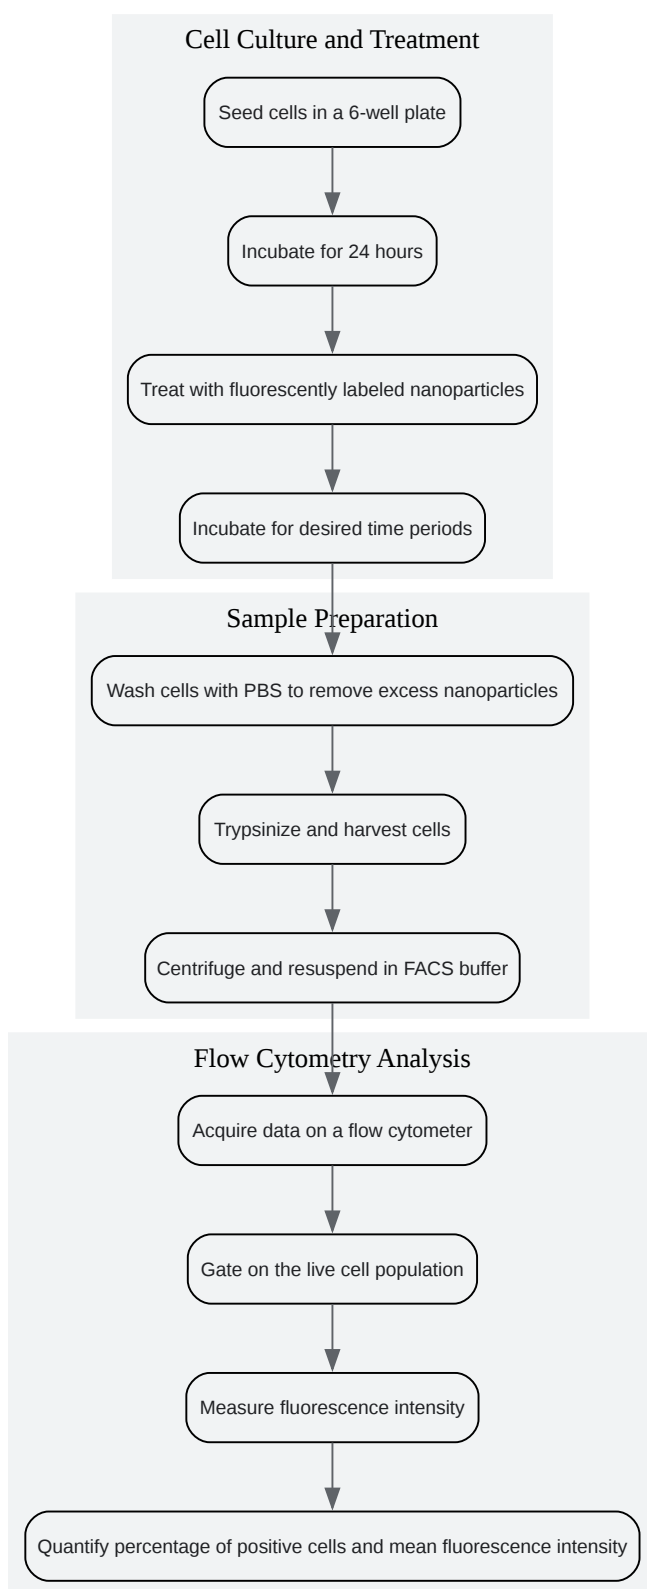 Cell Culture and Treatment
Seed cells in a 6-well plate
Incubate for 24 hours
Treat with fluorescently labeled nanoparticles
Incubate for desired time periods
Sample Preparation
Wash cells with PBS to remove excess nanoparticles
Trypsinize and harvest cells
Centrifuge and resuspend in FACS buffer
Flow Cytometry Analysis
Acquire data on a flow cytometer
Gate on the live cell population
Measure fluorescence intensity
Quantify percentage of positive cells and mean fluorescence intensity